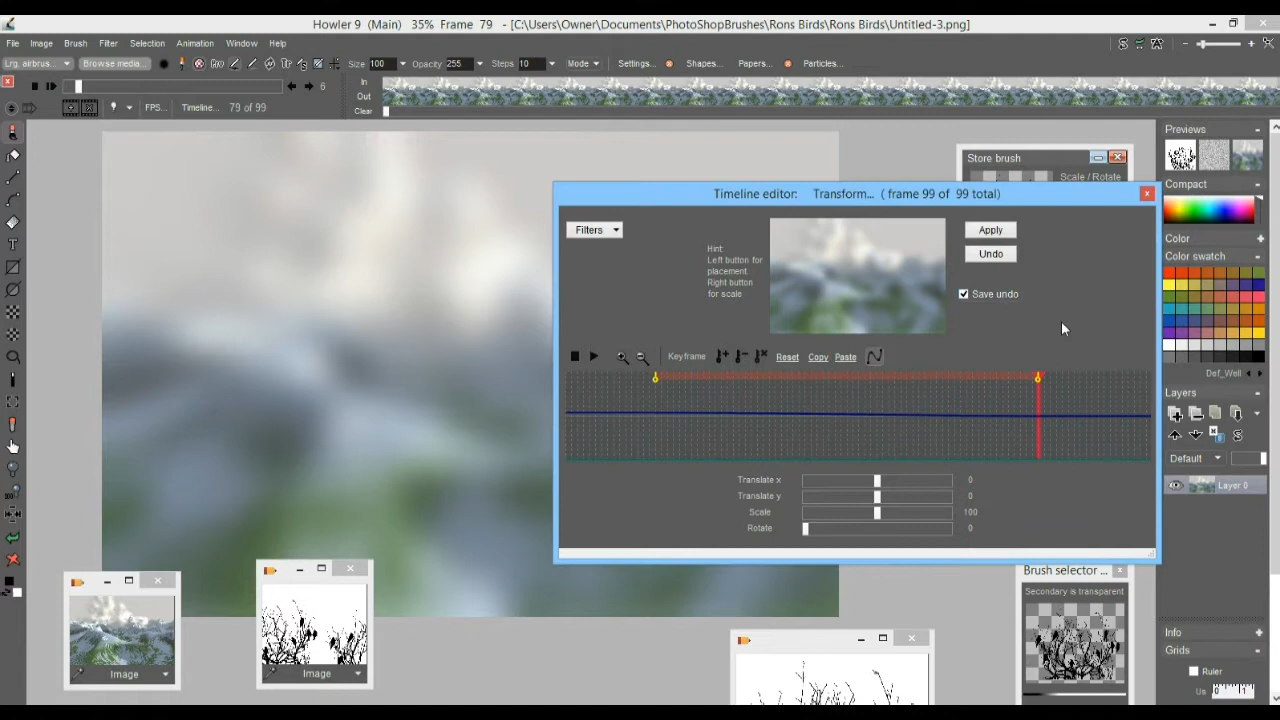 Howler 9 (Main) 35% Frame 79 - [C:\Users\Owner\Documents\PhotoShopBrushes\Rons Birds\Rons Birds\Untitled-3.png]
File Image Brush Filter Selection Animation Window Help
Lrg. airbrus... Browse media... Size 100 Opacity 255 Steps 10 Mode Settings... Shapes... Papers... Particles...
In
6
Out
FPS... Timeline... 79 of 99
Clear
Previews
Store brush
Scale / Rotate
Compact
Timeline editor: Transform... ( frame 99 of 99 total)
Filters
Apply
Color
Hint:
Left button for
placement.
Right button
for scale
Undo
Color swatch
Save undo
Keyframe Reset Copy Paste
Def_Well
Layers
Default
Layer 0
Translate x 0
Translate y 0
Scale 100
Rotate 0
Brush selector ...
Secondary is transparent
Image
Image
Info
Grids
Ruler
Us 0 1